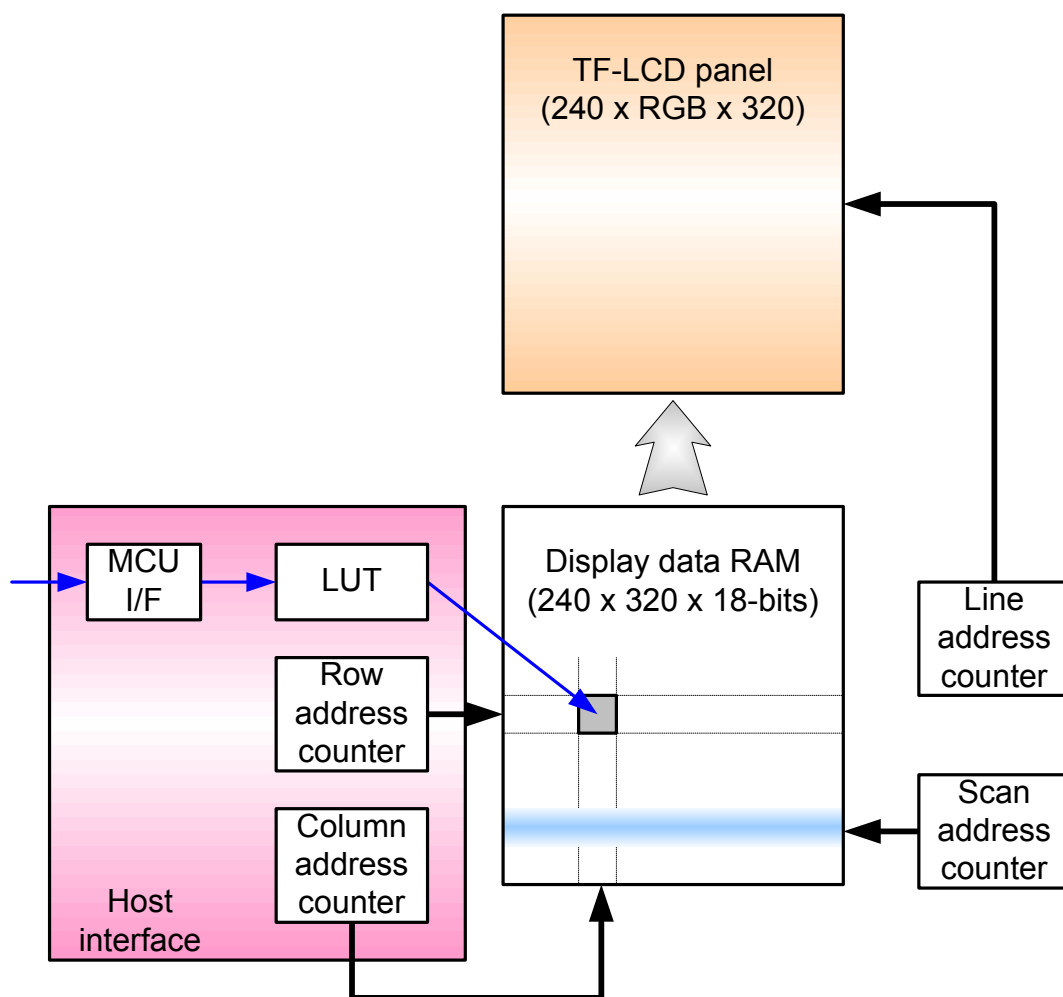 TF-LCD panel
(240 x RGB x 320)
MCU
I/F
LUT
Display data RAM
(240 x 320 x 18-bits)
Line
address
counter
Row
address
counter
Scan
address
counter
Column
address
counter
Host
interface